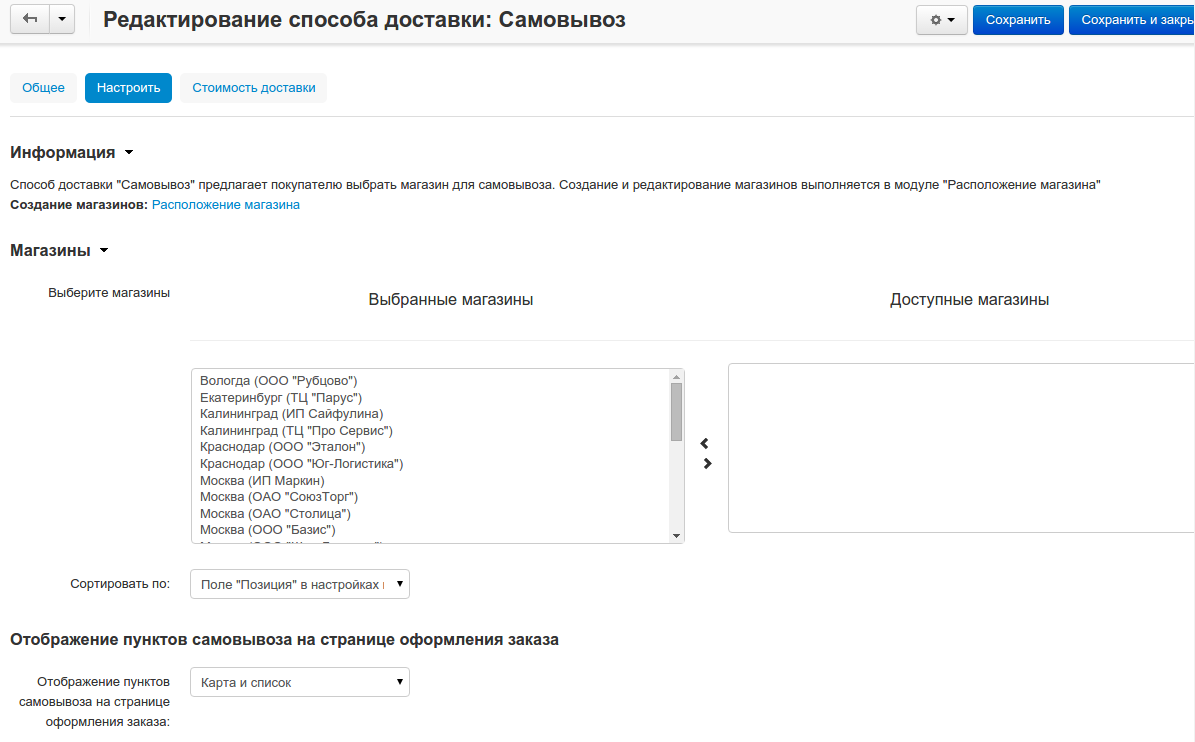 Редактирование способа доставки: Самовывоз
Сохранить
Сохранить и закры
Общее
Настроить
Стоимость доставки
Информация
Способ доставки "Самовывоз" предлагает покупателю выбрать магазин для самовывоза. Создание и редактирование магазинов выполняется в модуле "Расположение магазина"
Создание магазинов: Расположение магазина
Магазины
Выберите магазины
Выбранные магазины
Доступные магазины
Вологда (ООО "Рубцово")
Екатеринбург (ТЦ "Парус")
Калининград (ИП Сайфулина)
Калининград (ТЦ "Про Сервис")
Краснодар (ООО "Эталон")
Краснодар (ООО "Юг-Логистика")
Москва (ИП Маркин)
Москва (ОАО "СоюзТорг")
Москва (ОАО "Столица")
Москва (ООО "Базис")
Сортировать по:
Поле "Позиция" в настройках
Отображение пунктов самовывоза на странице оформления заказа
Отображение пунктов
самовывоза на странице
оформления заказа:
Карта и список